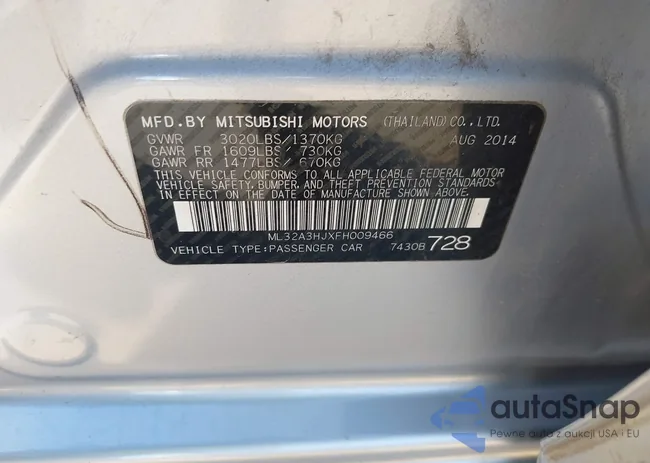 MFD.BY MITSUBISHI MOTORS (THAILAND) CO., LTD.
GVWR 3020LBS/1370KG AUG 2014
GAWR FR 1609LBS/ 730KG
GAWR RR 1477LBS/ 670KG
THIS VEHICLE CONFORMS TO ALL APPLICABLE FEDERAL MOTOR
VEHICLE SAFETY, BUMPER, AND THEFT PREVENTION STANDARDS
IN EFFECT ON THE DATE OF MANUFACTURE SHOWN ABOVE.
ML32A3HJXFH009466
VEHICLE TYPE:PASSENGER CAR 7430B 728
autaSnap
Pewne auta z aukcji USA i EU